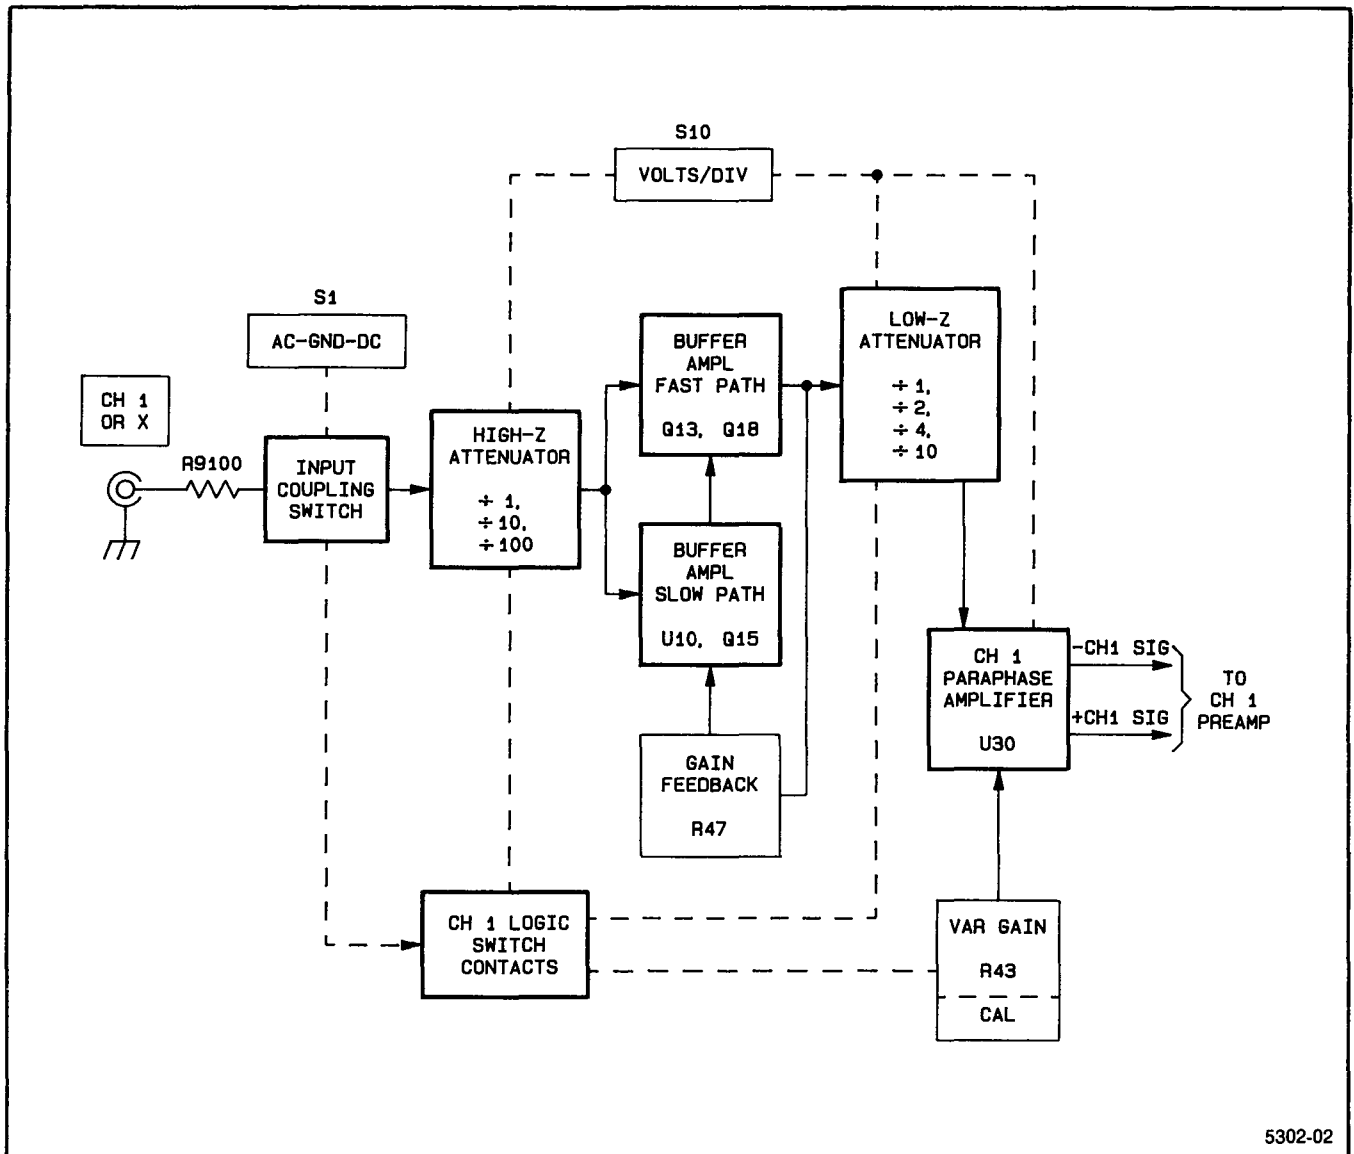 S10
VOLTS/DIV
S1
AC-GND-DC
CH 1
OR X
R9100
INPUT
COUPLING
SWITCH
HIGH-Z
ATTENUATOR
÷ 1,
÷ 10,
÷ 100
BUFFER
AMPL
FAST PATH
Q13, Q18
BUFFER
AMPL
SLOW PATH
U10, Q15
GAIN
FEEDBACK
R47
LOW-Z
ATTENUATOR
÷ 1,
÷ 2,
÷ 4,
÷ 10
CH 1
PARAPHASE
AMPLIFIER
U30
-CH1 SIG
+CH1 SIG
TO
CH 1
PREAMP
CH 1 LOGIC
SWITCH
CONTACTS
VAR GAIN
R43
CAL
5302-02